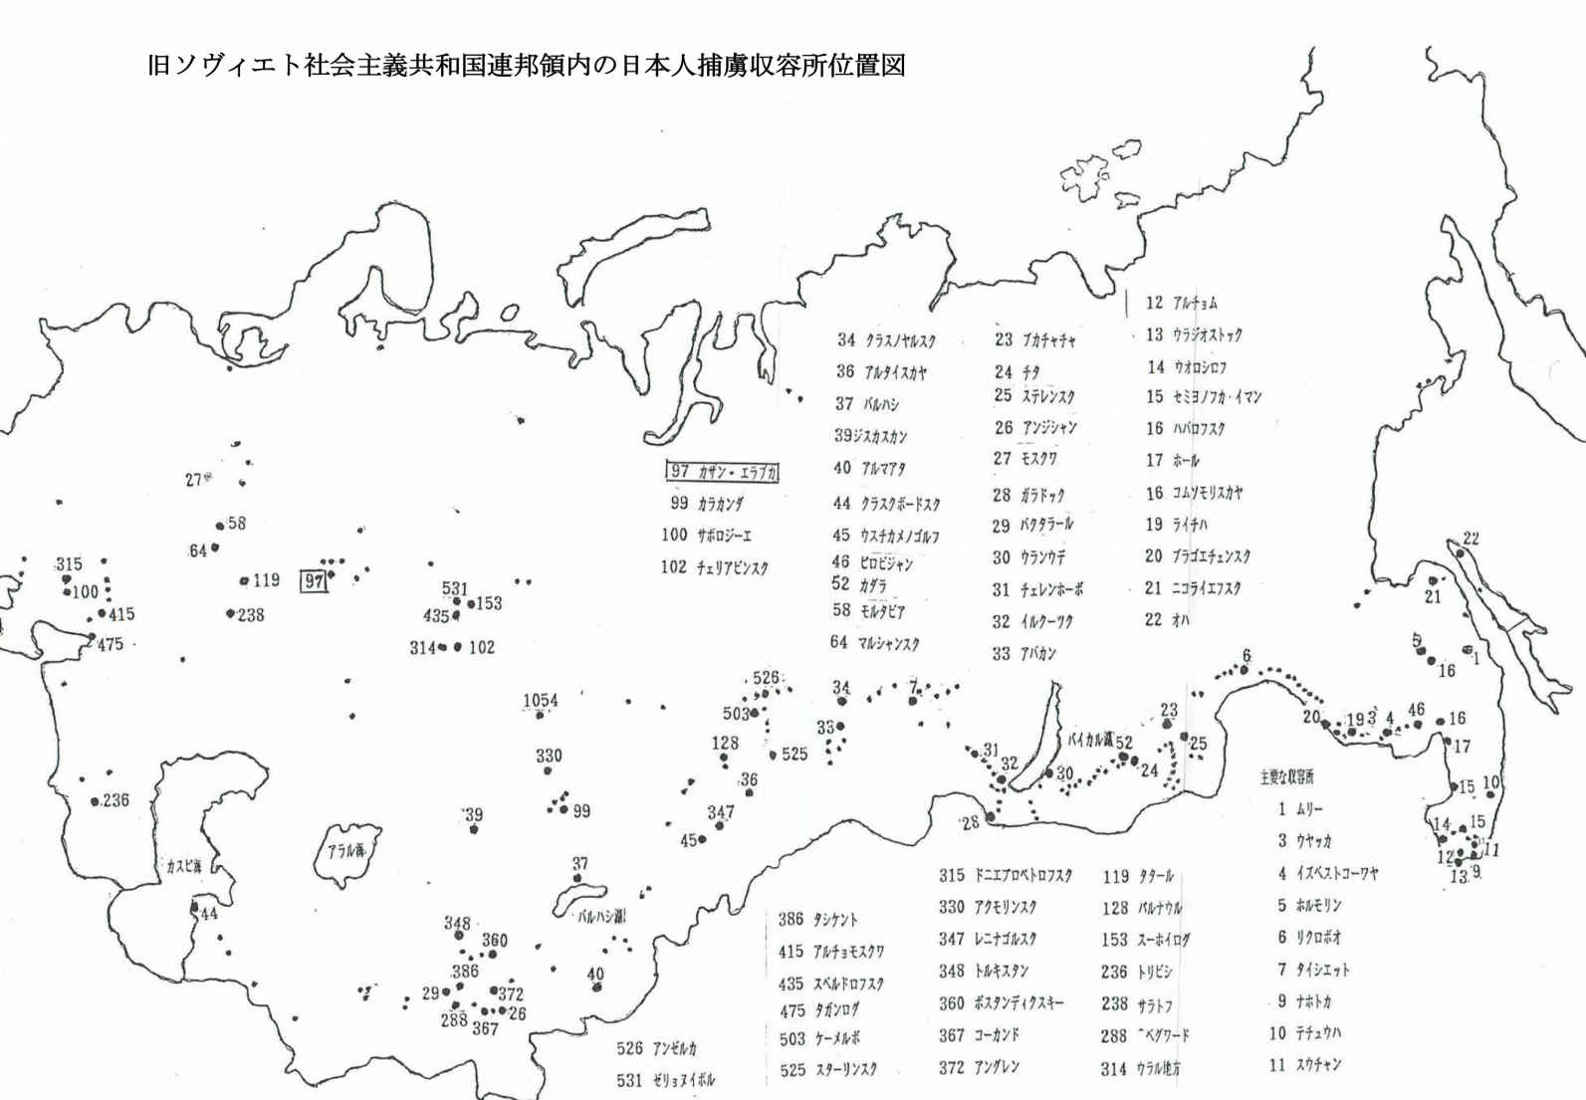 旧ソヴィエト社会主義共和国連邦領内の日本人捕虜収容所位置図
12 アルチョム
13 ウラジオストック
14 ウオロシロフ
15 セミヨノフカ・イマン
16 ハバロフスク
17 ホール
16 コムソモリスカヤ
19 ライチハ
20 ブラゴエチェンスク
21 ニコライエフスク
22 オハ
23 ブカチャチャ
24 チタ
25 ステレンスク
26 アンジジャン
27 モスクワ
28 ガラドック
29 バクタラール
30 ウランウデ
31 チェレンホーボ
32 イルクーツク
33 アバカン
34 クラスノヤルスク
36 アルタイスカヤ
37 バルハシ
39 ジスカスカン
40 アルマアタ
44 クラスクボードスク
45 ウスチカメノゴルフ
46 ビロビジャン
52 カダラ
58 モルタビア
64 マルシャンスク
97 カザン・エラブカ
99 カラカンダ
100 サポロジーエ
102 チェリアビンスク
27
58
64
315
100
119
97
415
238
475
531
153
435
314
102
1054
526
503
34
7
33
128
525
330
36
236
39
99
347
45
37
カスピ海
アラル海
バルハシ湖
44
348
360
386
29
372
40
288
367
26
バイカル湖
31
32
30
28
52
24
23
25
6
20
19
3
4
46
16
17
22
21
5
16
1
15
10
14
15
12
11
13
9
主要な収容所
1 ムリー
3 ウヤッカ
4 イズベストコーワヤ
5 ホルモリン
6 リクロボオ
7 タイシェット
9 ナホトカ
10 テチュウハ
11 スウチャン
119 タタール
128 バルナウル
153 スーホイログ
236 トリビシ
238 サラトフ
288 ベグワード
314 ウラル地方
315 ドニエプロペトロフスク
330 アクモリンスク
347 レニナゴルスク
348 トルキスタン
360 ボスタンディクスキー
367 コーカンド
372 アングレン
386 タシケント
415 アルチョモスクワ
435 スベルドロフスク
475 タガンログ
503 ケーメルボ
525 スターリンスク
526 アンゼルカ
531 ゼリョヌイボル